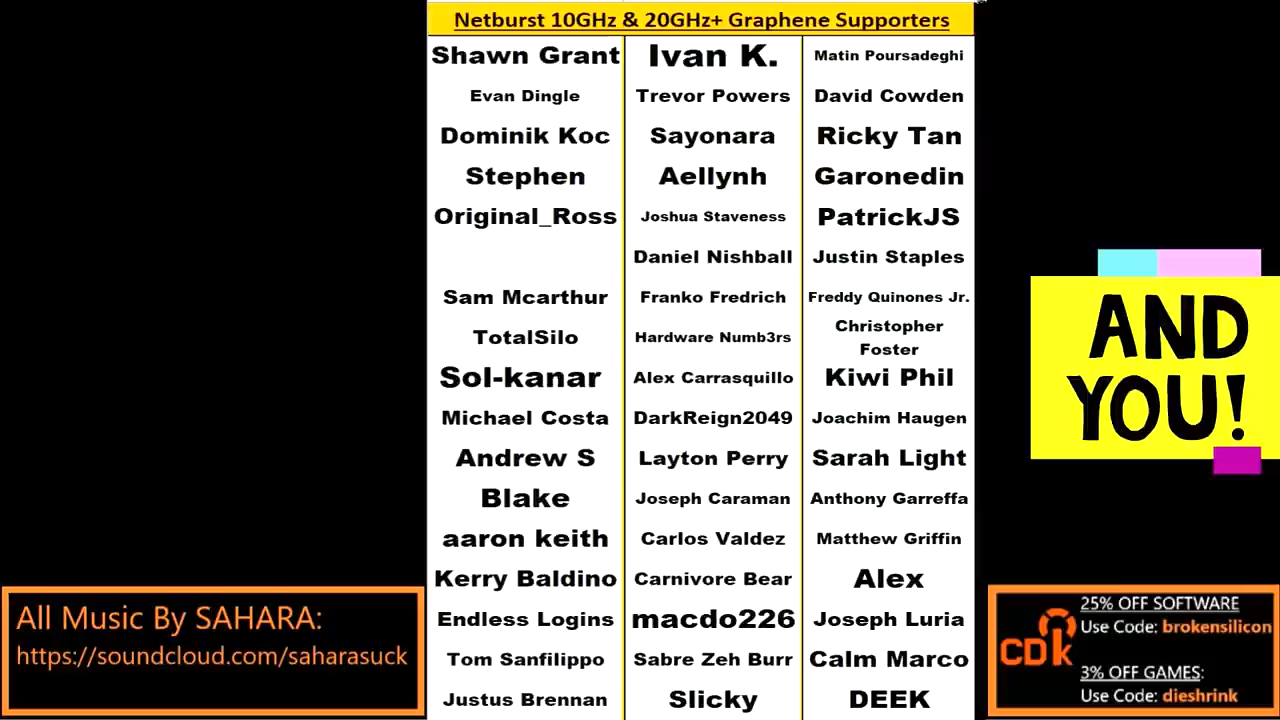 Netburst 10GHz & 20GHz+ Graphene Supporters
Shawn Grant
Ivan K.
Matin Poursadeghi
Evan Dingle
Trevor Powers
David Cowden
Dominik Koc
Sayonara
Ricky Tan
Stephen
Aellynh
Garonedin
Original_Ross
Joshua Staveness
PatrickJS
Daniel Nishball
Justin Staples
Sam Mcarthur
Franko Fredrich
Freddy Quinones Jr.
TotalSilo
Hardware Numb3rs
Christopher
Foster
Sol-kanar
Alex Carrasquillo
Kiwi Phil
Michael Costa
DarkReign2049
Joachim Haugen
Andrew S
Layton Perry
Sarah Light
Blake
Joseph Caraman
Anthony Garreffa
aaron keith
Carlos Valdez
Matthew Griffin
Kerry Baldino
Carnivore Bear
Alex
Endless Logins
macdo226
Joseph Luria
Tom Sanfilippo
Sabre Zeh Burr
Calm Marco
Justus Brennan
Slicky
DEEK
AND
YOU!
All Music By SAHARA:
https://soundcloud.com/saharasuck
CDk
25% OFF SOFTWARE
Use Code: brokensilicon
3% OFF GAMES:
Use Code: dieshrink